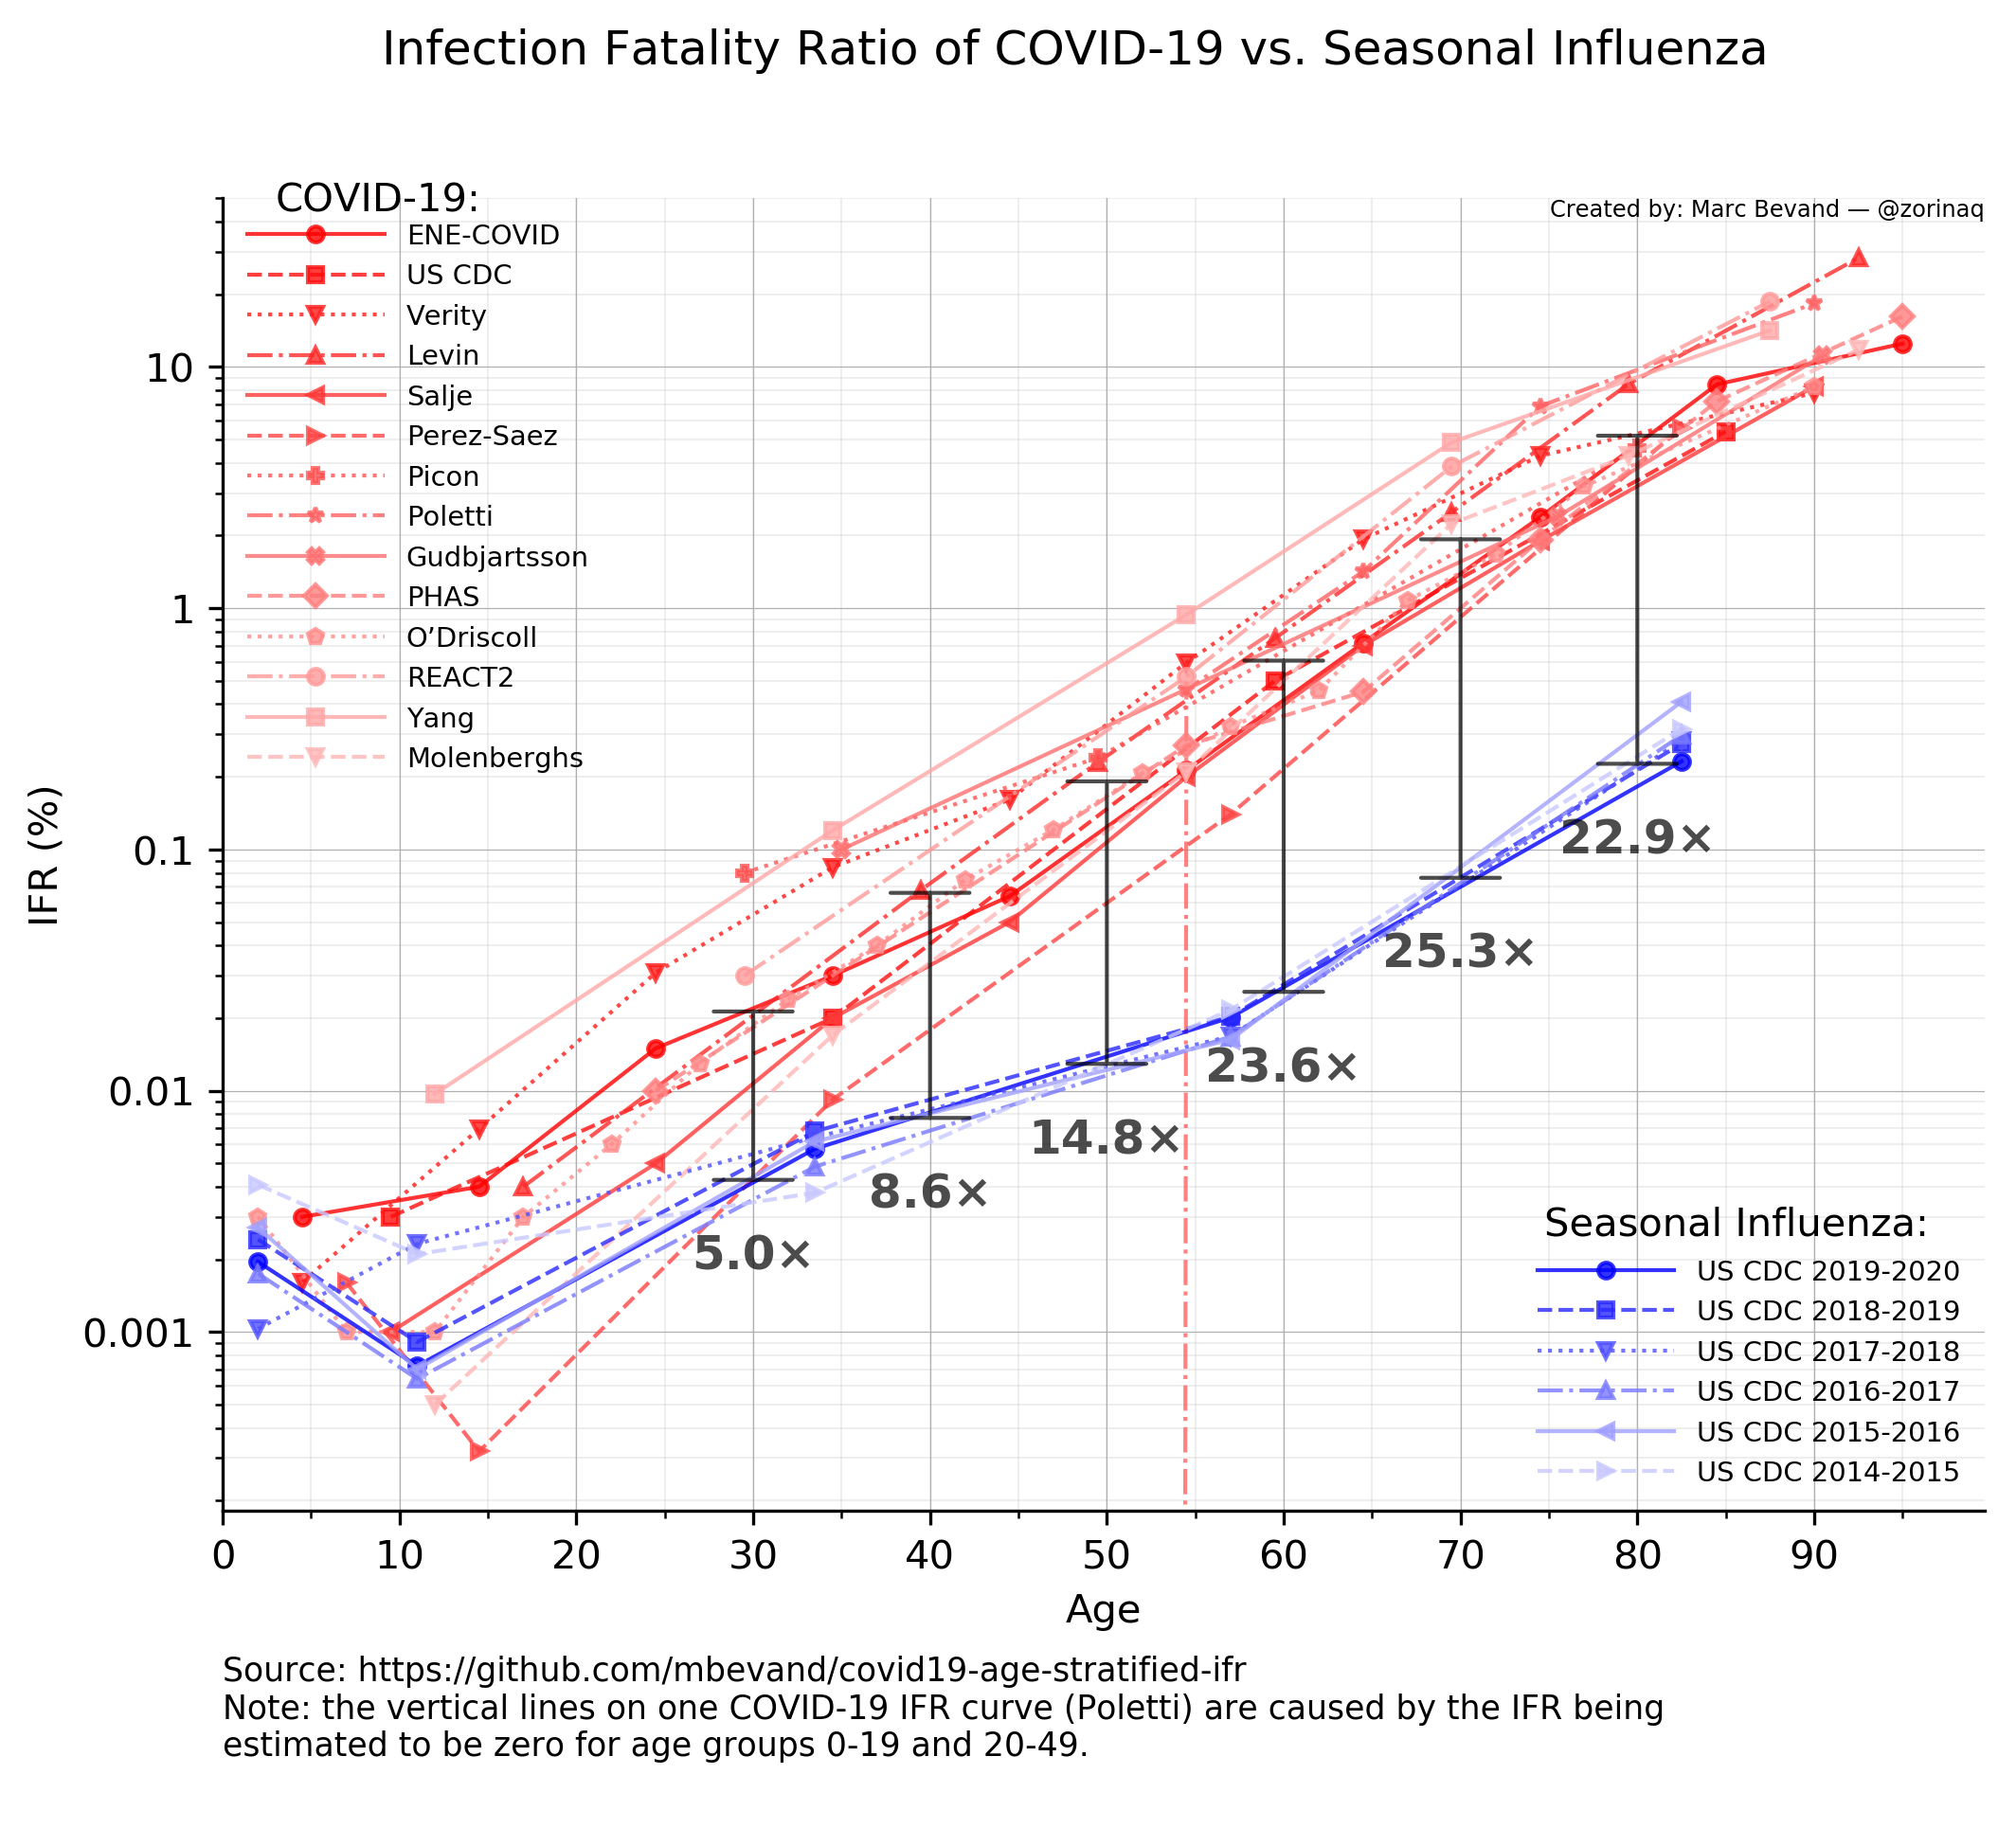 Infection Fatality Ratio of COVID-19 vs. Seasonal Influenza
Created by: Marc Bevand — @zorinaq
COVID-19:
ENE-COVID
US CDC
Verity
Levin
Salje
Perez-Saez
Picon
Poletti
Gudbjartsson
PHAS
O’Driscoll
REACT2
Yang
Molenberghs
IFR (%)
10
1
0.1
0.01
0.001
5.0×
8.6×
14.8×
23.6×
25.3×
22.9×
Seasonal Influenza:
US CDC 2019-2020
US CDC 2018-2019
US CDC 2017-2018
US CDC 2016-2017
US CDC 2015-2016
US CDC 2014-2015
0 10 20 30 40 50 60 70 80 90
Age
Source: https://github.com/mbevand/covid19-age-stratified-ifr
Note: the vertical lines on one COVID-19 IFR curve (Poletti) are caused by the IFR being
estimated to be zero for age groups 0-19 and 20-49.